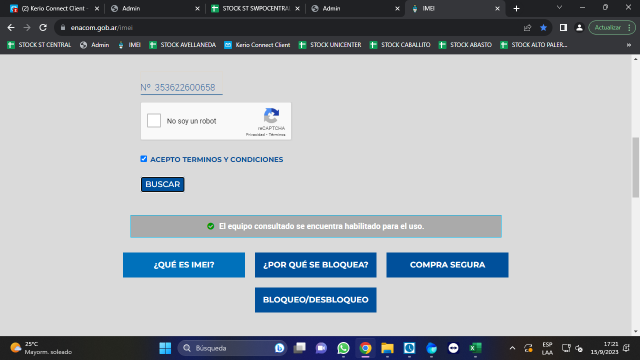 (2) Kerio Connect Client -
Admin
STOCK ST SWPOCENTRAL
Admin
IMEI
enacom.gob.ar/imei
Actualizar
STOCK ST CENTRAL
Admin
IMEI
STOCK AVELLANEDA
Kerio Connect Client
STOCK UNICENTER
STOCK CABALLITO
STOCK ABASTO
STOCK ALTO PALER...
»
Nº 353622600658
No soy un robot
reCAPTCHA
Privacidad - Términos
ACEPTO TERMINOS Y CONDICIONES
BUSCAR
El equipo consultado se encuentra habilitado para el uso.
¿QUÉ ES IMEI?
¿POR QUÉ SE BLOQUEA?
COMPRA SEGURA
BLOQUEO/DESBLOQUEO
25°C
Mayorm. soleado
Búsqueda
ESP
LAA
17:21
15/9/2023